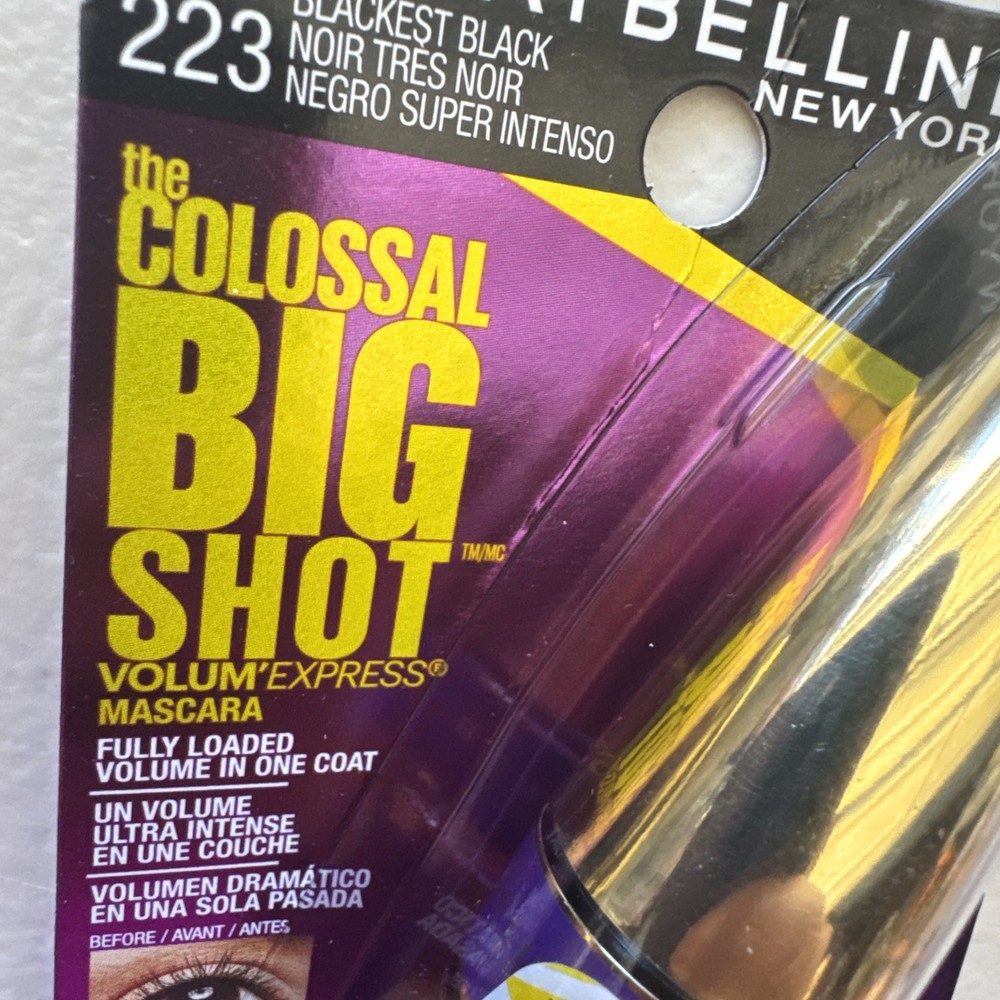 223
BLACKEST BLACK
NOIR TRÈS NOIR
NEGRO SUPER INTENSO
MAYBELLINE
NEW YORK
the
COLOSSAL
BIG
SHOT TM/MC
VOLUM'EXPRESS®
MASCARA
FULLY LOADED
VOLUME IN ONE COAT
UN VOLUME
ULTRA INTENSE
EN UNE COUCHE
VOLUMEN DRAMÁTICO
EN UNA SOLA PASADA
BEFORE / AVANT / ANTES